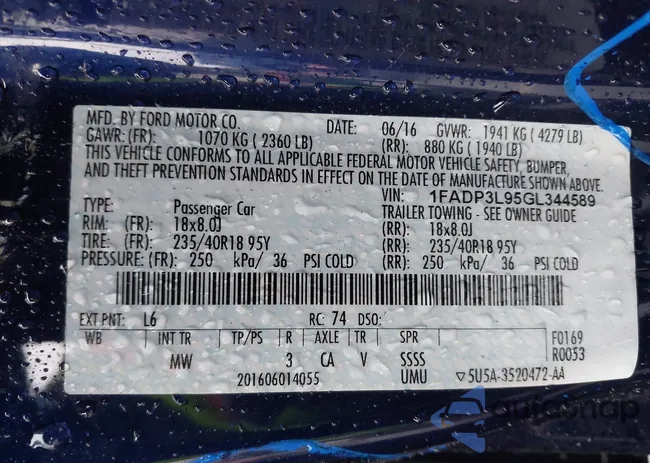 MFD. BY FORD MOTOR CO. DATE: 06/16 GVWR: 1941 KG ( 4279 LB)
GAWR: (FR): 1070 KG ( 2360 LB) (RR): 880 KG ( 1940 LB)
THIS VEHICLE CONFORMS TO ALL APPLICABLE FEDERAL MOTOR VEHICLE SAFETY, BUMPER,
AND THEFT PREVENTION STANDARDS IN EFFECT ON THE DATE OF MANUFACTURE SHOWN ABOVE.
VIN: 1FADP3L95GL344589
TYPE: Passenger Car TRAILER TOWING - SEE OWNER GUIDE
RIM: (FR): 18x8.0J (RR): 18x8.0J
TIRE: (FR): 235/40R18 95Y (RR): 235/40R18 95Y
PRESSURE: (FR): 250 kPa/ 36 PSI COLD (RR): 250 kPa/ 36 PSI COLD
EXT PNT: L6 RC: 74 DSO:
WB INT TR TP/PS R AXLE TR SPR F0169
MW 3 CA V SSSS R0053
201606014055 UMU ▽5U5A-3520472-AA
autosnap